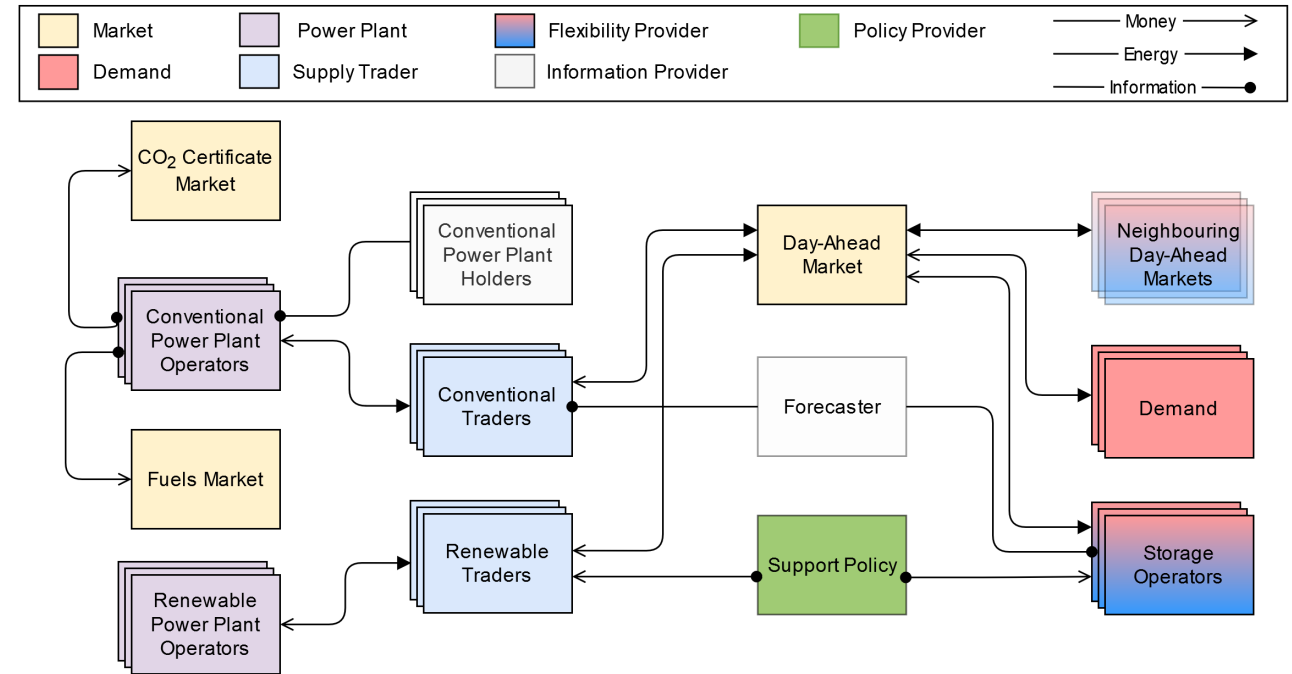 Market
Power Plant
Flexibility Provider
Policy Provider
Money
Energy
Demand
Supply Trader
Information Provider
Information
CO2 Certificate
Market
Conventional
Power Plant
Holders
Day-Ahead
Market
Neighbouring
Day-Ahead
Markets
Conventional
Power Plant
Operators
Conventional
Traders
Forecaster
Demand
Fuels Market
Renewable
Traders
Support Policy
Storage
Operators
Renewable
Power Plant
Operators